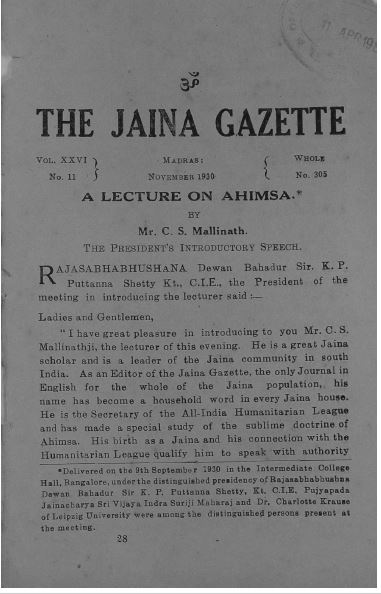 ॐ
11 APR 19
THE JAINA GAZETTE
VOL. XXVI
No. 11
MADRAS:
NOVEMBER 1930
WHOLE
No. 305
A LECTURE ON AHIMSA.*
BY
Mr. C. S. Mallinath.
THE PRESIDENT'S INTRODUCTORY SPEECH.
RAJASABHABHUSHANA Dewan Bahadur Sir. K. P.
Puttanna Shetty Kt., C.I.E., the President of the
meeting in introducing the lecturer said :—
Ladies and Gentlemen,
" I have great pleasure in introducing to you Mr. C. S.
Mallinathji, the lecturer of this evening. He is a great Jaina
scholar and is a leader of the Jaina community in south
India. As an Editor of the Jaina Gazette, the only Journal in
English for the whole of the Jaina population, his
name has become a household word in every Jaina house.
He is the Secretary of the All-India Humanitarian League
and has made a special study of the sublime doctrine of
Ahimsa. His birth as a Jaina and his connection with the
Humanitarian League qualify him to speak with authority
*Delivered on the 9th September 1930 in the Intermediate College
Hall, Bangalore, under the distinguished presidency of Rajasabhabhushna
Dewan Bahadur Sir K. P. Puttanna Shetty, Kt. C.I.E. Pujyapada
Jainacharya Sri Vijaya Indra Suriji Maharaj and Dr. Charlotte Krause
of Leipzig University were among the distinguished persons present at
the meeting.
28